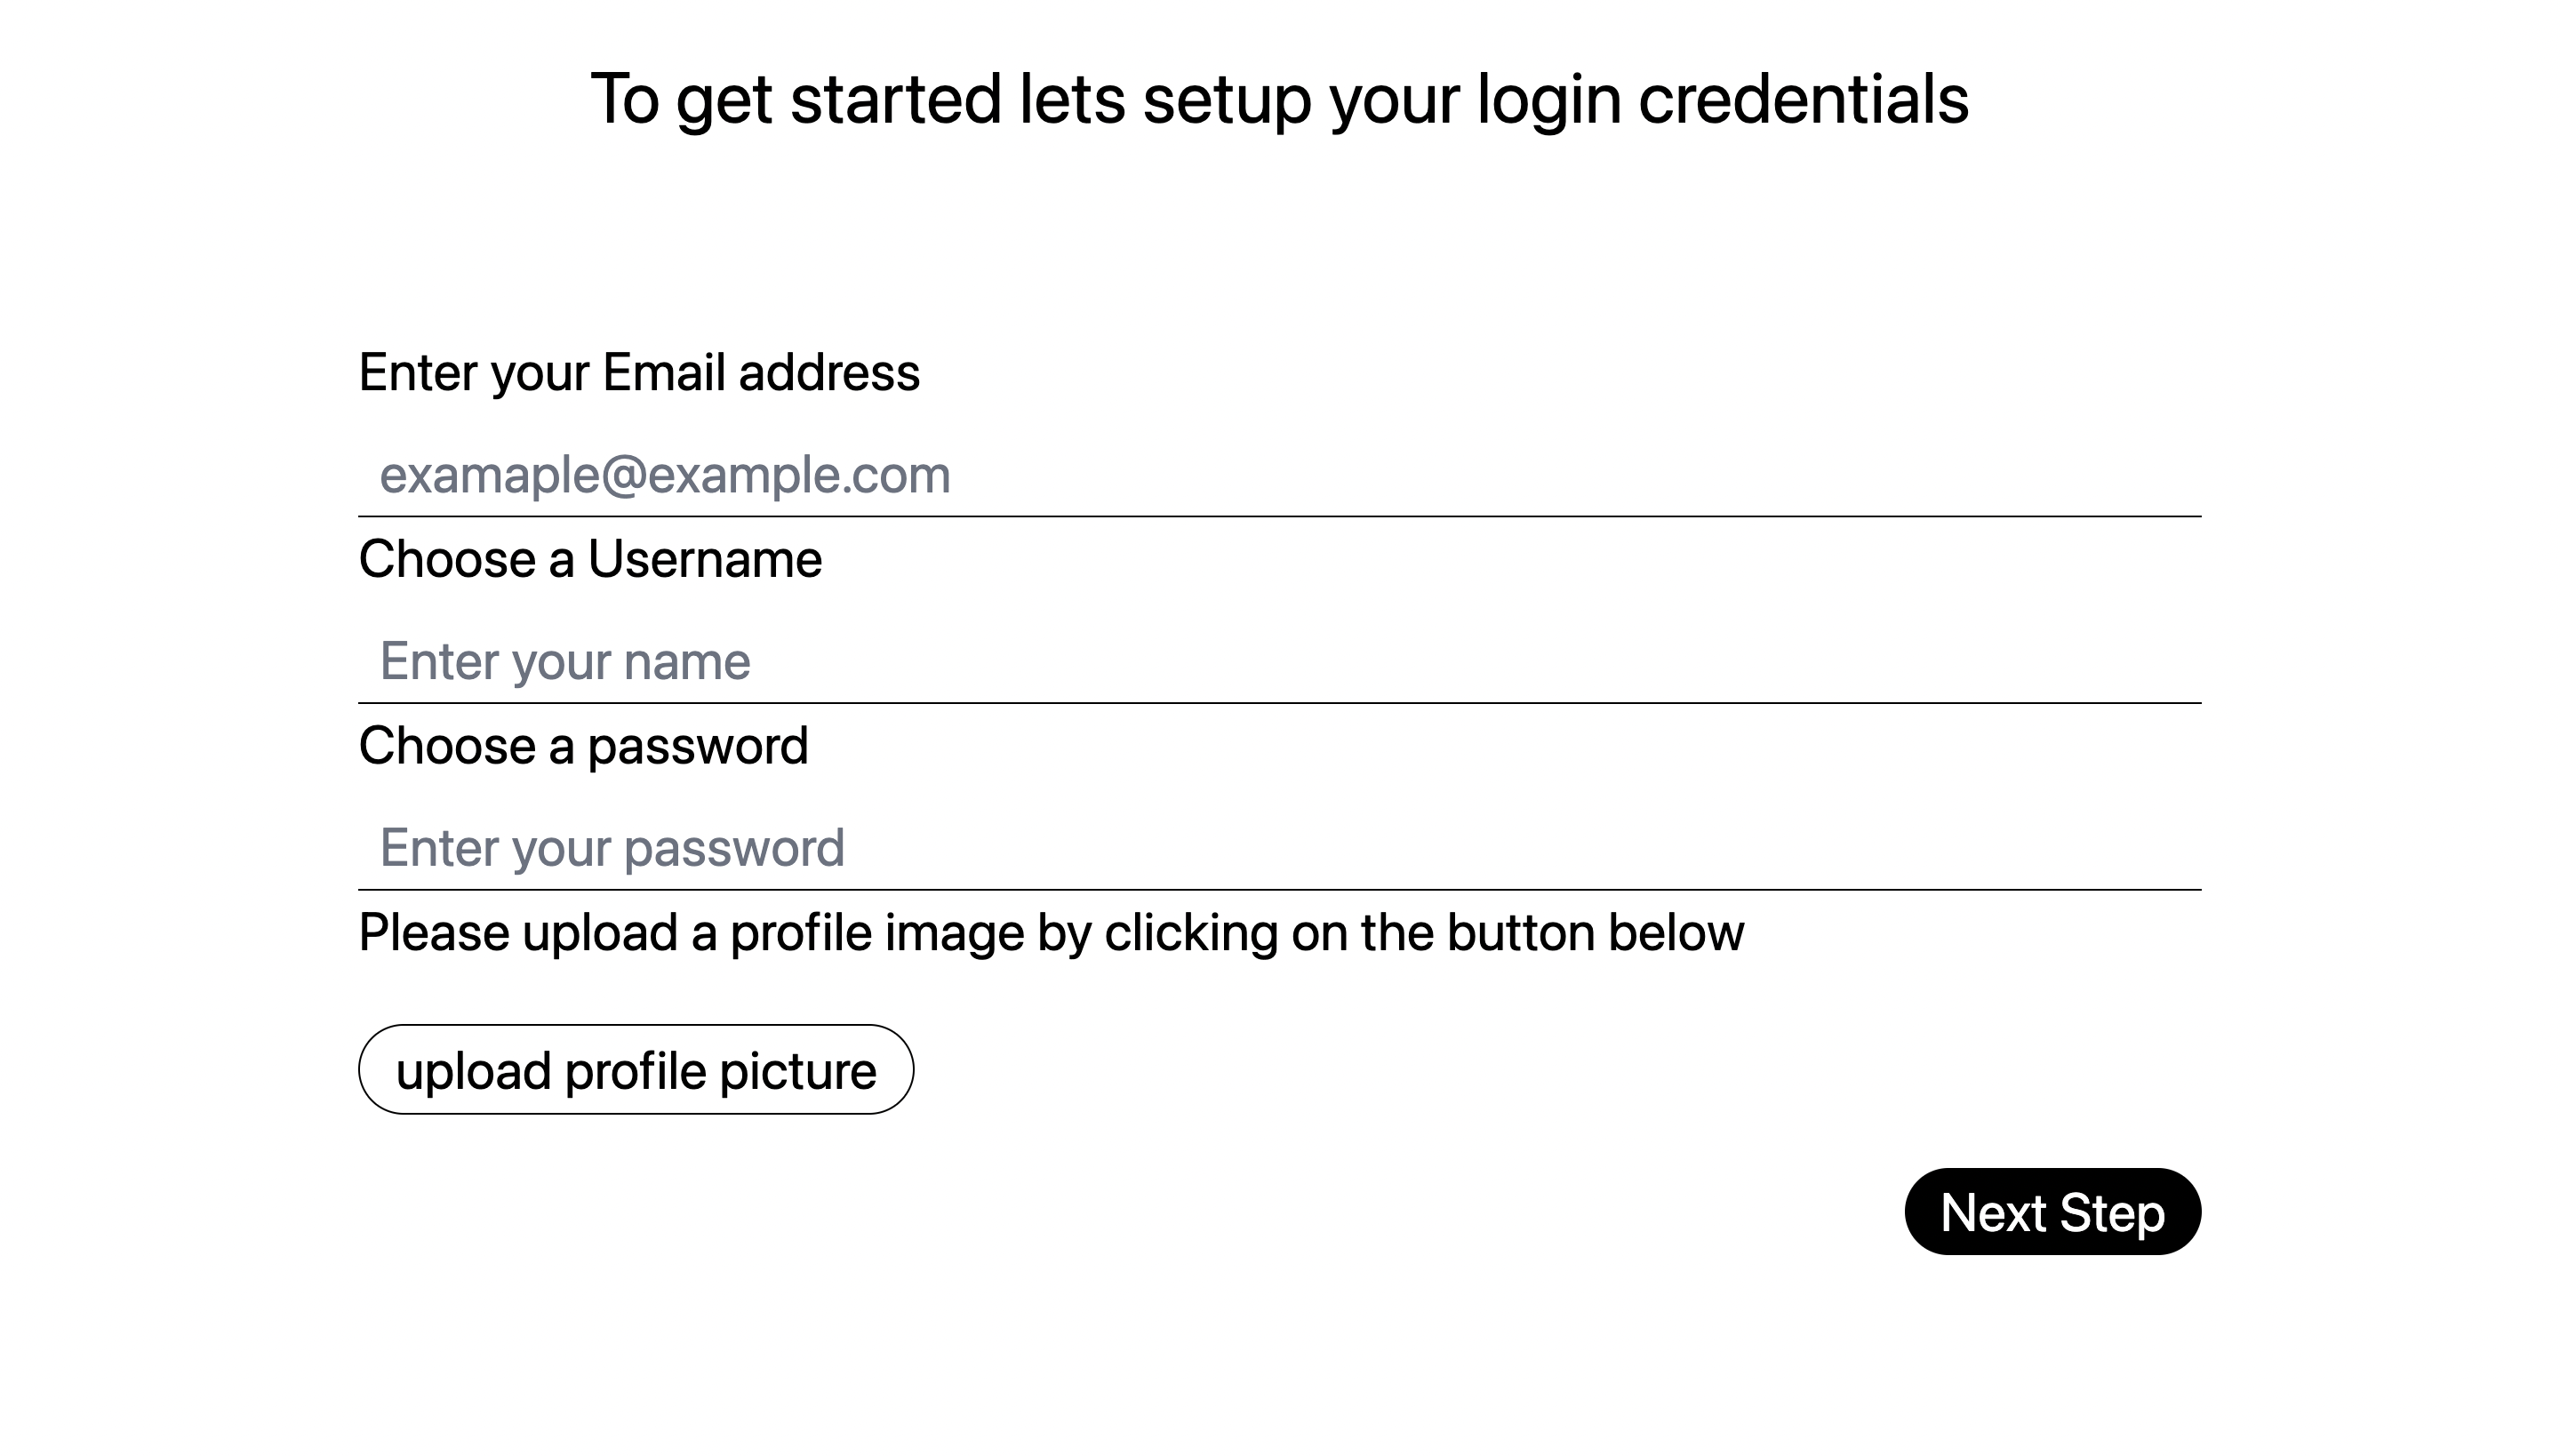 To get started lets setup your login credentials
Enter your Email address
examaple@example.com
Choose a Username
Enter your name
Choose a password
Enter your password
Please upload a profile image by clicking on the button below
upload profile picture
Next Step